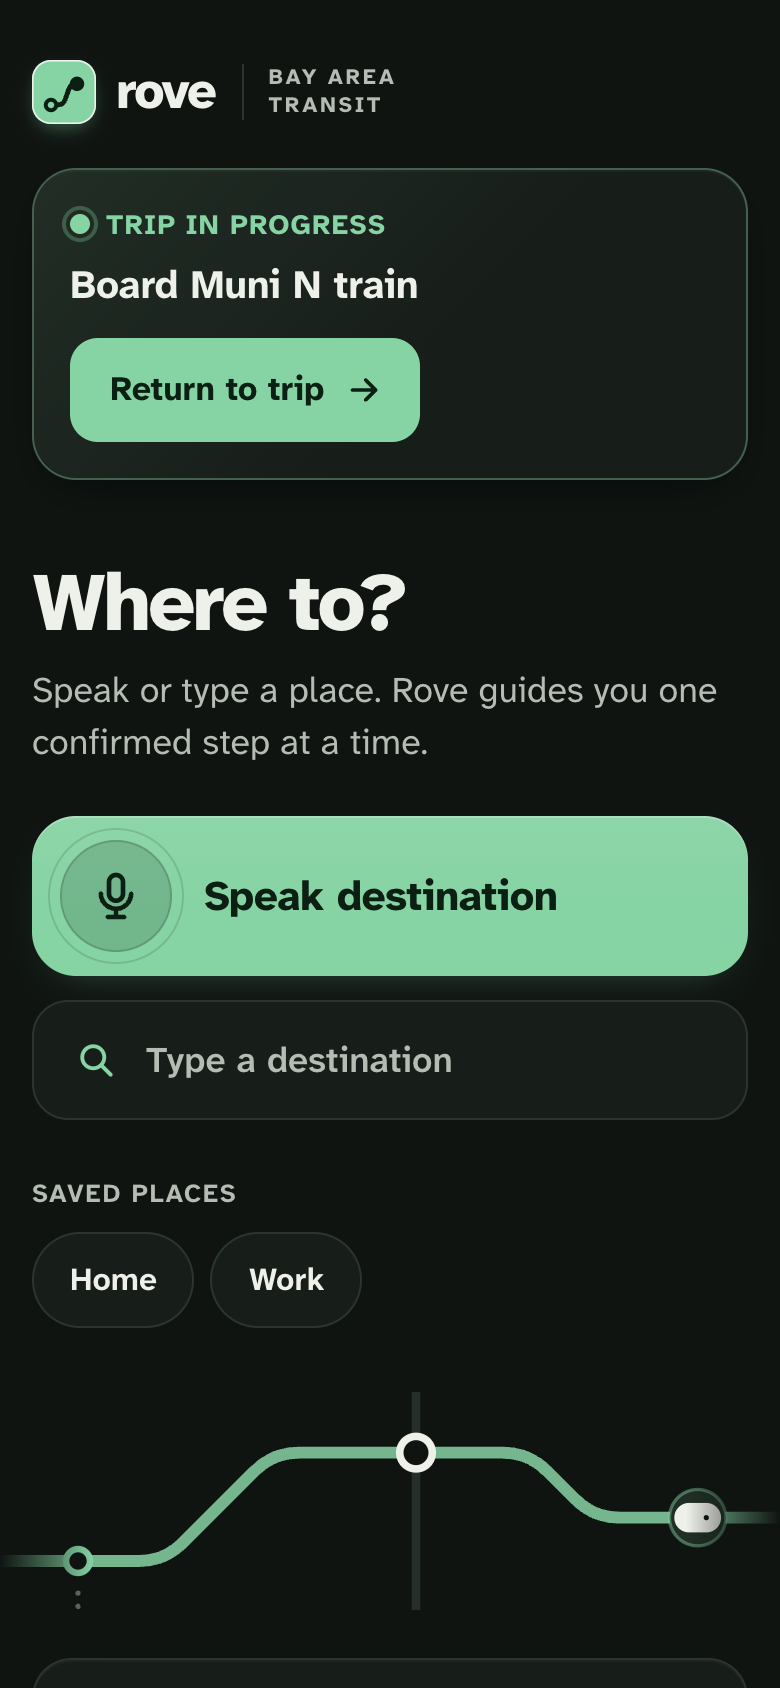 rove
BAY AREA
TRANSIT
TRIP IN PROGRESS
Board Muni N train
Return to trip
Where to?
Speak or type a place. Rove guides you one
confirmed step at a time.
Speak destination
Type a destination
SAVED PLACES
Home
Work